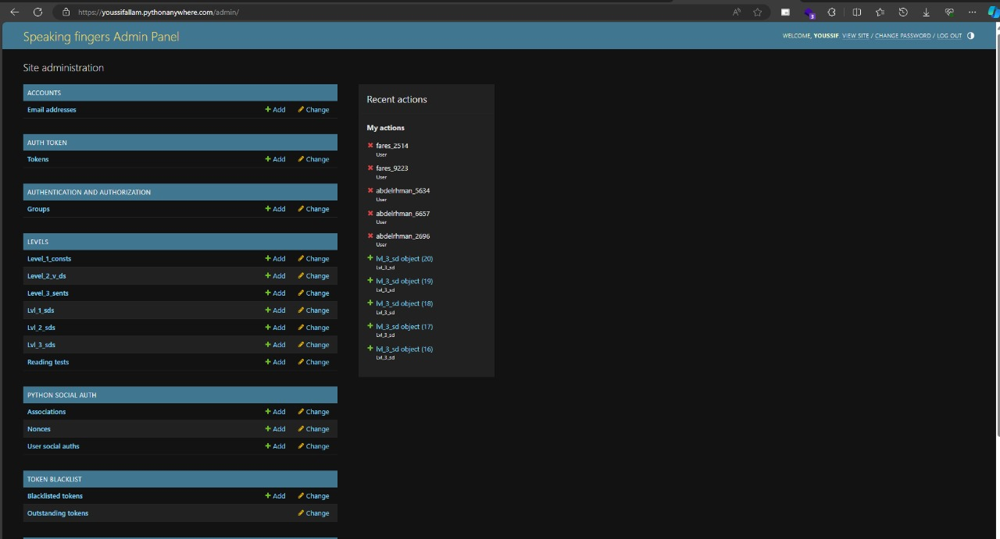 https://youssifallam.pythonanywhere.com/admin/
3
Speaking fingers Admin Panel
WELCOME, YOUSSIF. VIEW SITE / CHANGE PASSWORD / LOG OUT
Site administration
ACCOUNTS
Email addresses Add Change
AUTH TOKEN
Tokens Add Change
AUTHENTICATION AND AUTHORIZATION
Groups Add Change
LEVELS
Level_1_consts Add Change
Level_2_v_ds Add Change
Level_3_sents Add Change
Lvl_1_sds Add Change
Lvl_2_sds Add Change
Lvl_3_sds Add Change
Reading tests Add Change
PYTHON SOCIAL AUTH
Associations Add Change
Nonces Add Change
User social auths Add Change
TOKEN BLACKLIST
Blacklisted tokens Add Change
Outstanding tokens Change
Recent actions
My actions
fares_2514
User
fares_9223
User
abdelrhman_5634
User
abdelrhman_6657
User
abdelrhman_2696
User
lvl_3_sd object (20)
Lvl_3_sd
lvl_3_sd object (19)
Lvl_3_sd
lvl_3_sd object (18)
Lvl_3_sd
lvl_3_sd object (17)
Lvl_3_sd
lvl_3_sd object (16)
Lvl_3_sd